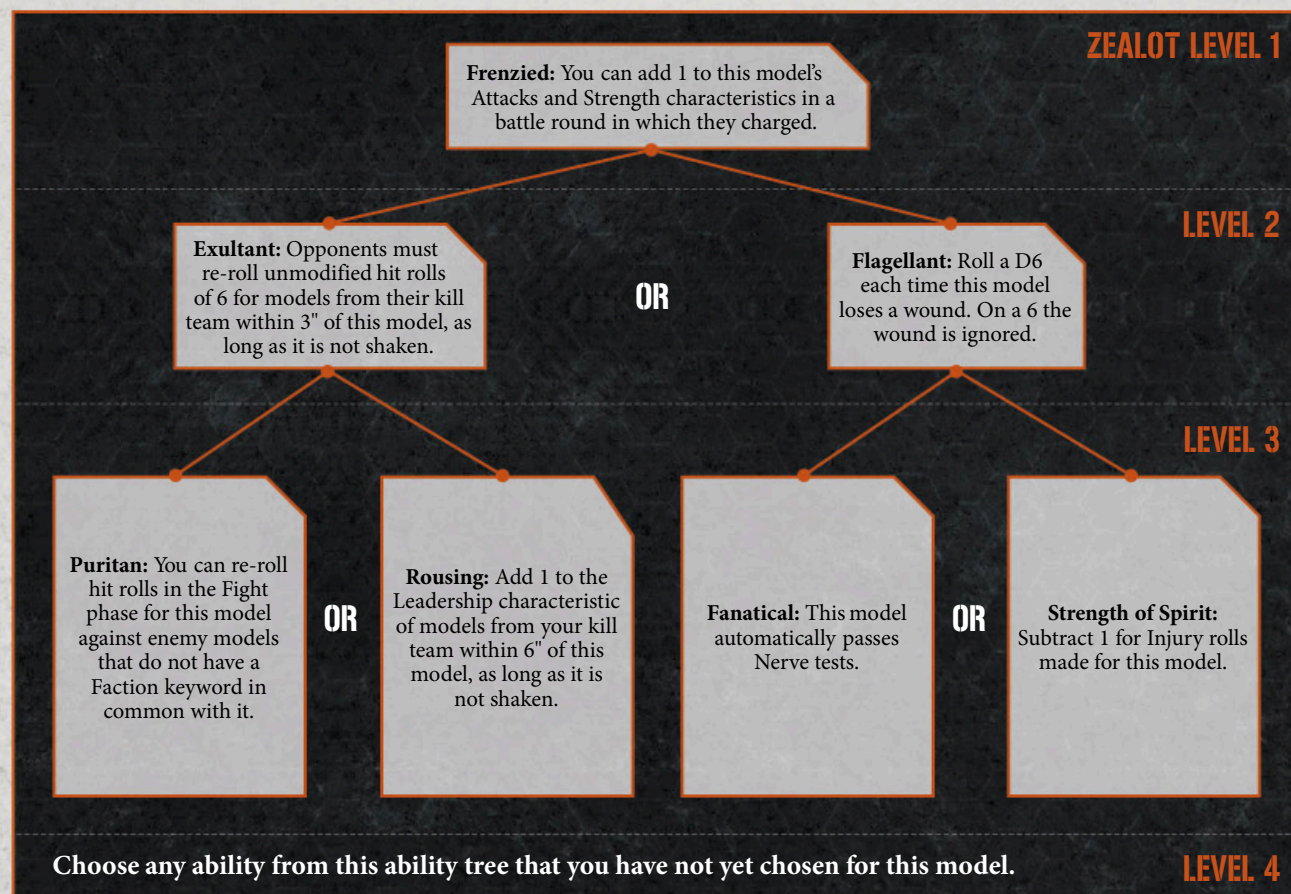 ZEALOT LEVEL 1
Frenzied: You can add 1 to this model's
Attacks and Strength characteristics in a
battle round in which they charged.
LEVEL 2
Exultant: Opponents must
re-roll unmodified hit rolls
of 6 for models from their kill
team within 3" of this model, as
long as it is not shaken.
OR
Flagellant: Roll a D6
each time this model
loses a wound. On a 6 the
wound is ignored.
LEVEL 3
Puritan: You can re-roll
hit rolls in the Fight
phase for this model
against enemy models
that do not have a
Faction keyword in
common with it.
OR
Rousing: Add 1 to the
Leadership characteristic
of models from your kill
team within 6" of this
model, as long as it is
not shaken.
Fanatical: This model
automatically passes
Nerve tests.
OR
Strength of Spirit:
Subtract 1 for Injury rolls
made for this model.
Choose any ability from this ability tree that you have not yet chosen for this model.
LEVEL 4